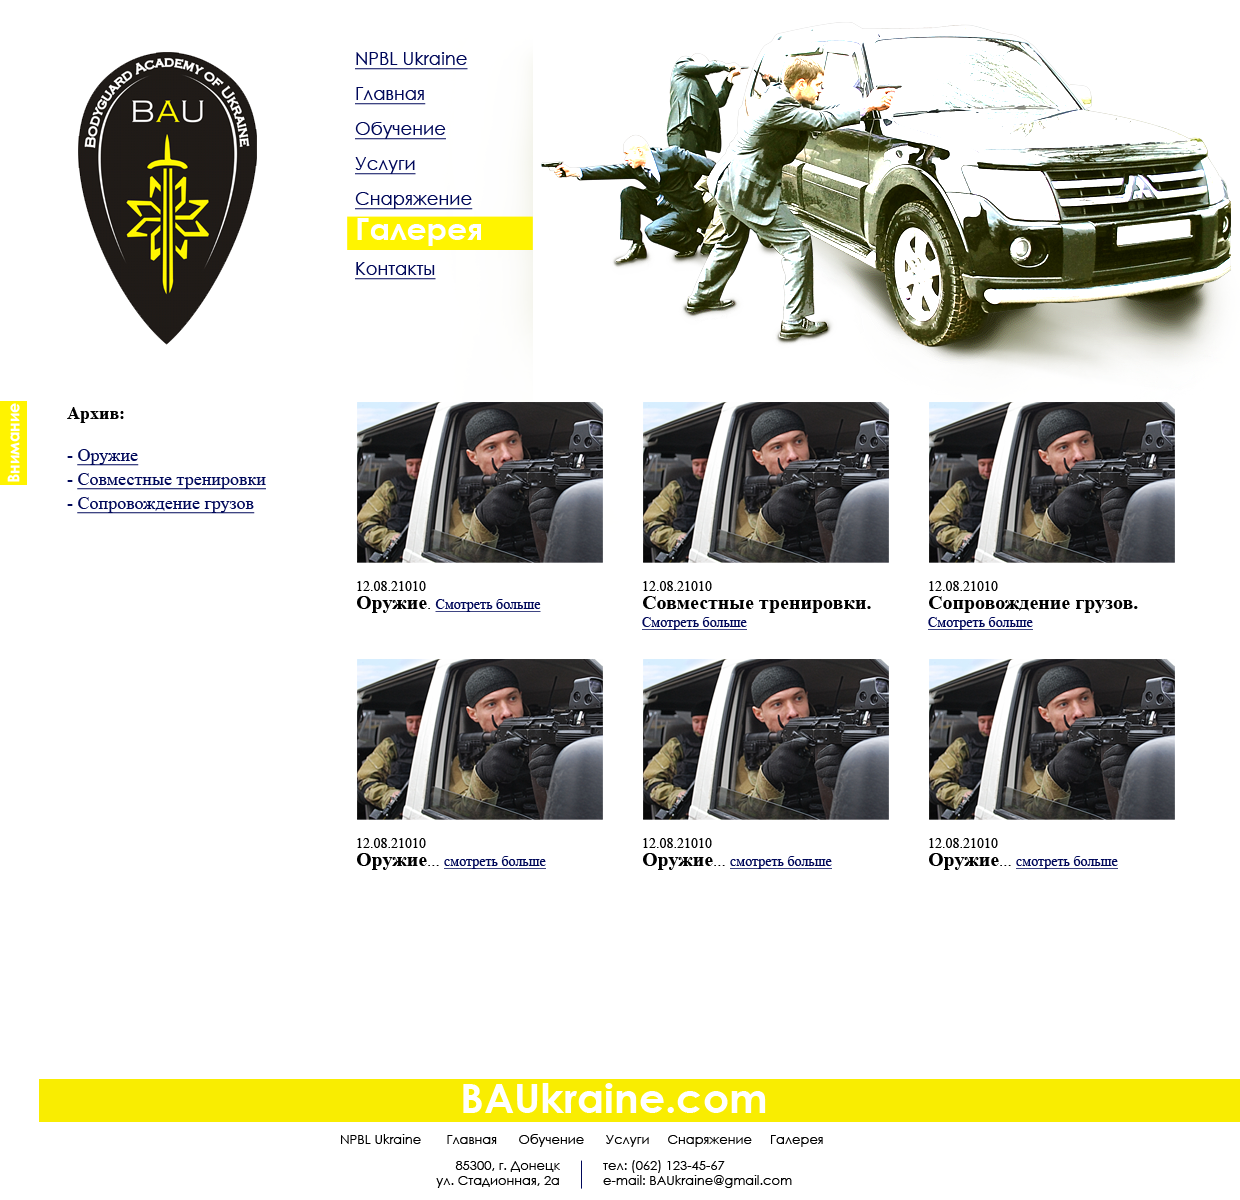 BODYGUARD ACADEMY OF UKRAINE
BAU
NPBL Ukraine
Главная
Обучение
Услуги
Снаряжение
Галерея
Контакты
Внимание
Архив:
- Оружие
- Совместные тренировки
- Сопровождение грузов
12.08.21010
Оружие. Смотреть больше
12.08.21010
Совместные тренировки.
Смотреть больше
12.08.21010
Сопровождение грузов.
Смотреть больше
12.08.21010
Оружие... смотреть больше
12.08.21010
Оружие... смотреть больше
12.08.21010
Оружие... смотреть больше
BAUkraine.com
NPBL Ukraine Главная Обучение Услуги Снаряжение Галерея
85300, г. Донецк
ул. Стадионная, 2а
тел: (062) 123-45-67
e-mail: BAUkraine@gmail.com